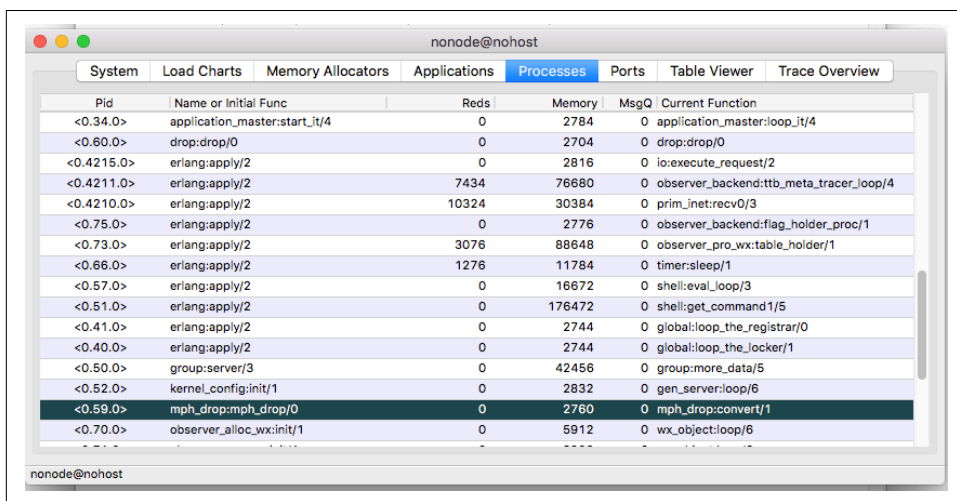 nonode@nohost
System Load Charts Memory Allocators Applications Processes Ports Table Viewer Trace Overview
Pid Name or Initial Func Reds Memory MsgQ Current Function
<0.34.0> application_master:start_it/4 0 2784 0 application_master:loop_it/4
<0.60.0> drop:drop/0 0 2704 0 drop:drop/0
<0.4215.0> erlang:apply/2 0 2816 0 io:execute_request/2
<0.4211.0> erlang:apply/2 7434 76680 0 observer_backend:ttb_meta_tracer_loop/4
<0.4210.0> erlang:apply/2 10324 30384 0 prim_inet:recv0/3
<0.75.0> erlang:apply/2 0 2776 0 observer_backend:flag_holder_proc/1
<0.73.0> erlang:apply/2 3076 88648 0 observer_pro_wx:table_holder/1
<0.66.0> erlang:apply/2 1276 11784 0 timer:sleep/1
<0.57.0> erlang:apply/2 0 16672 0 shell:eval_loop/3
<0.51.0> erlang:apply/2 0 176472 0 shell:get_command1/5
<0.41.0> erlang:apply/2 0 2744 0 global:loop_the_registrar/0
<0.40.0> erlang:apply/2 0 2744 0 global:loop_the_locker/1
<0.50.0> group:server/3 0 42456 0 group:more_data/5
<0.52.0> kernel_config:init/1 0 2832 0 gen_server:loop/6
<0.59.0> mph_drop:mph_drop/0 0 2760 0 mph_drop:convert/1
<0.70.0> observer_alloc_wx:init/1 0 5912 0 wx_object:loop/6
nonode@nohost